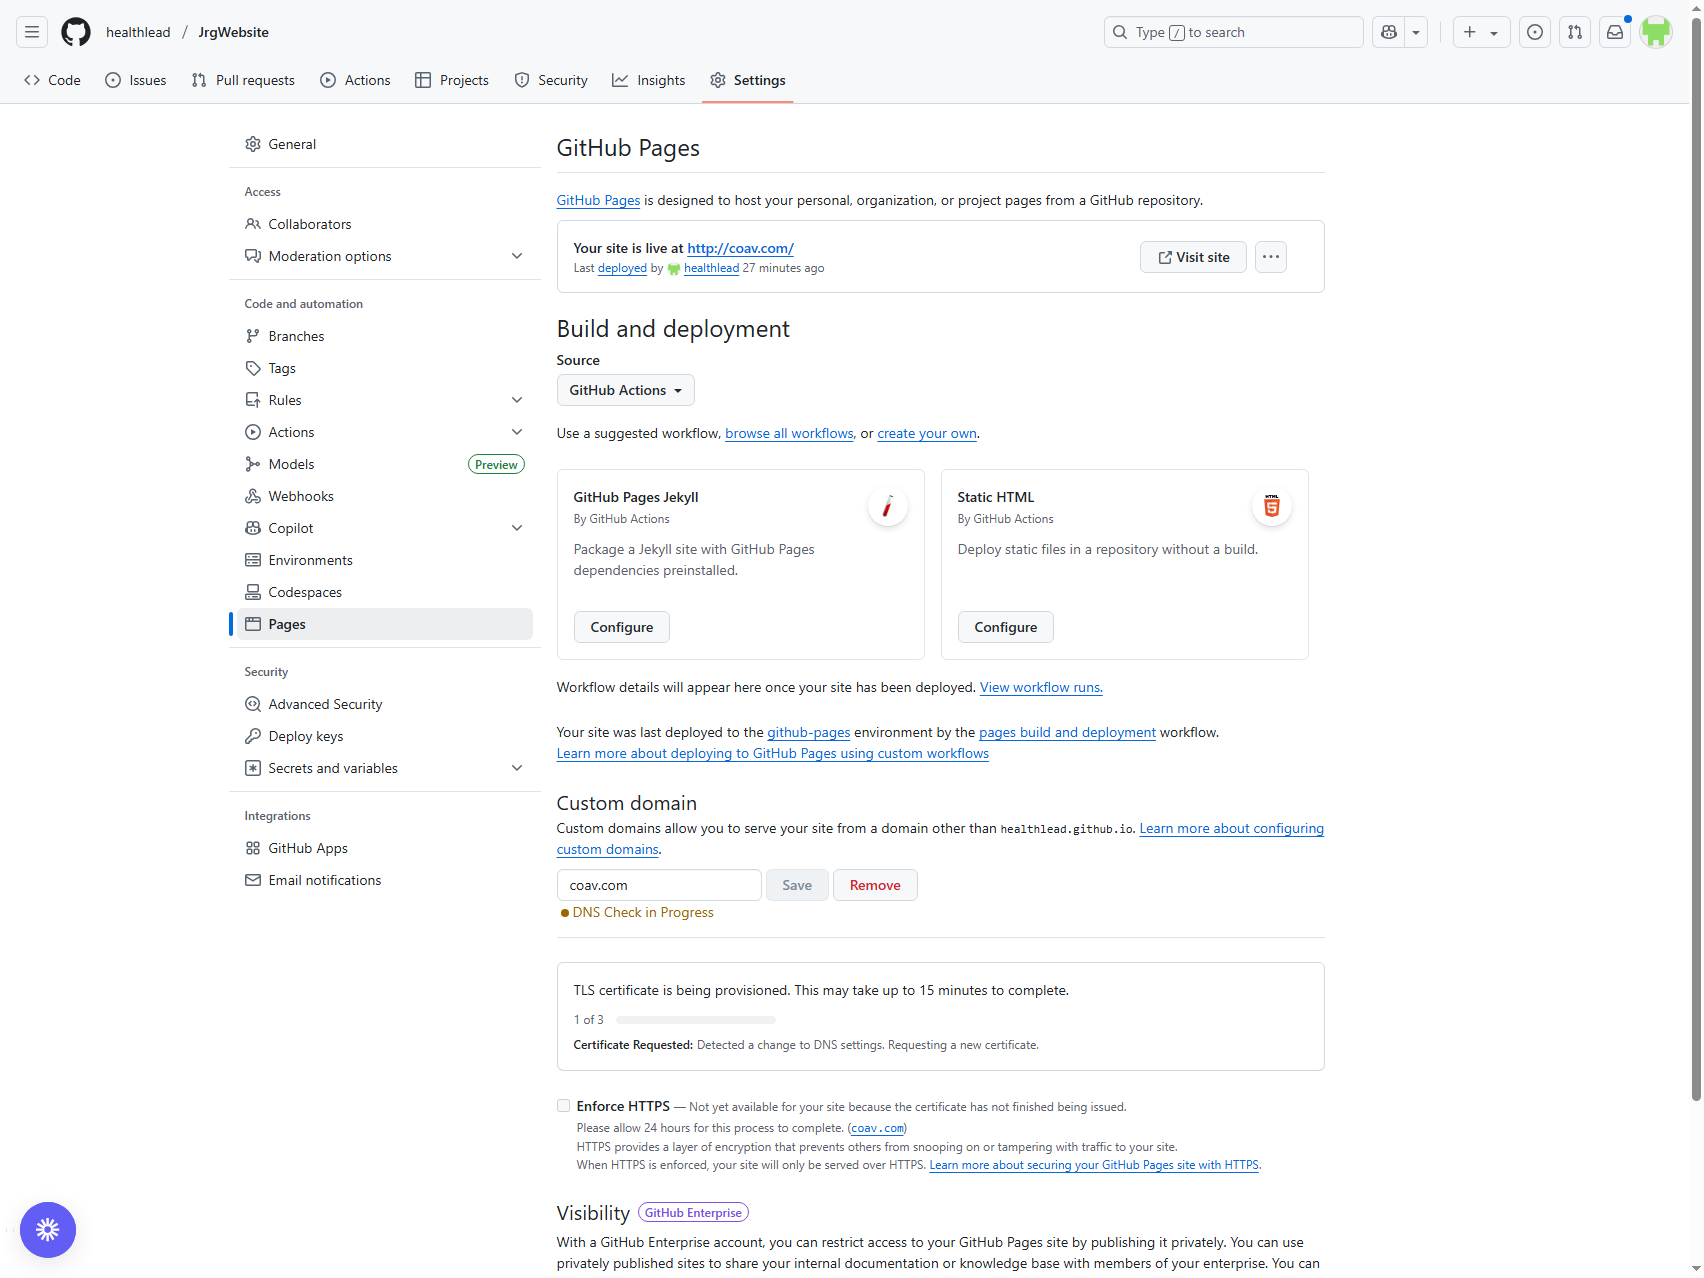 healthlead / JrgWebsite
Type / to search
Code
Issues
Pull requests
Actions
Projects
Security
Insights
Settings
General
Access
Collaborators
Moderation options
Code and automation
Branches
Tags
Rules
Actions
Models Preview
Webhooks
Copilot
Environments
Codespaces
Pages
Security
Advanced Security
Deploy keys
Secrets and variables
Integrations
GitHub Apps
Email notifications
GitHub Pages
GitHub Pages is designed to host your personal, organization, or project pages from a GitHub repository.
Your site is live at http://coav.com/
Last deployed by healthlead 27 minutes ago
Visit site
Build and deployment
Source
GitHub Actions
Use a suggested workflow, browse all workflows, or create your own.
GitHub Pages Jekyll
By GitHub Actions
Package a Jekyll site with GitHub Pages
dependencies preinstalled.
Configure
Static HTML
By GitHub Actions
HTML
5
Deploy static files in a repository without a build.
Configure
Workflow details will appear here once your site has been deployed. View workflow runs.
Your site was last deployed to the github-pages environment by the pages build and deployment workflow.
Learn more about deploying to GitHub Pages using custom workflows
Custom domain
Custom domains allow you to serve your site from a domain other than healthlead.github.io. Learn more about configuring
custom domains.
coav.com
Save
Remove
DNS Check in Progress
TLS certificate is being provisioned. This may take up to 15 minutes to complete.
1 of 3
Certificate Requested: Detected a change to DNS settings. Requesting a new certificate.
Enforce HTTPS — Not yet available for your site because the certificate has not finished being issued.
Please allow 24 hours for this process to complete. (coav.com)
HTTPS provides a layer of encryption that prevents others from snooping on or tampering with traffic to your site.
When HTTPS is enforced, your site will only be served over HTTPS. Learn more about securing your GitHub Pages site with HTTPS.
Visibility GitHub Enterprise
With a GitHub Enterprise account, you can restrict access to your GitHub Pages site by publishing it privately. You can use
privately published sites to share your internal documentation or knowledge base with members of your enterprise. You can